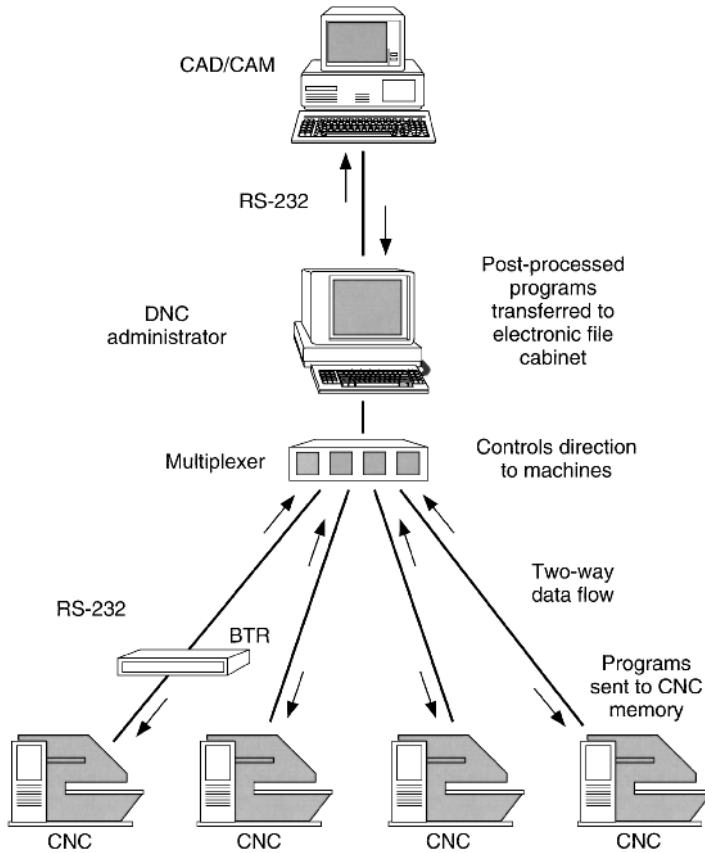 CAD/CAM
RS-232
DNC
administrator
Post-processed
programs
transferred to
electronic file
cabinet
Multiplexer
Controls direction
to machines
Two-way
data flow
RS-232
BTR
Programs
sent to CNC
memory
CNC
CNC
CNC
CNC